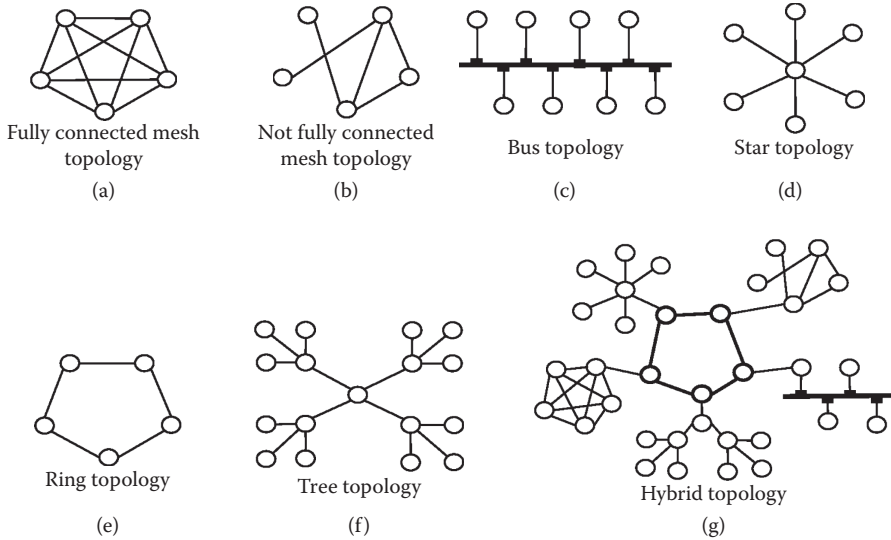 Fully connected mesh
topology
(a)
Not fully connected
mesh topology
(b)
Bus topology
(c)
Star topology
(d)
Ring topology
(e)
Tree topology
(f)
Hybrid topology
(g)